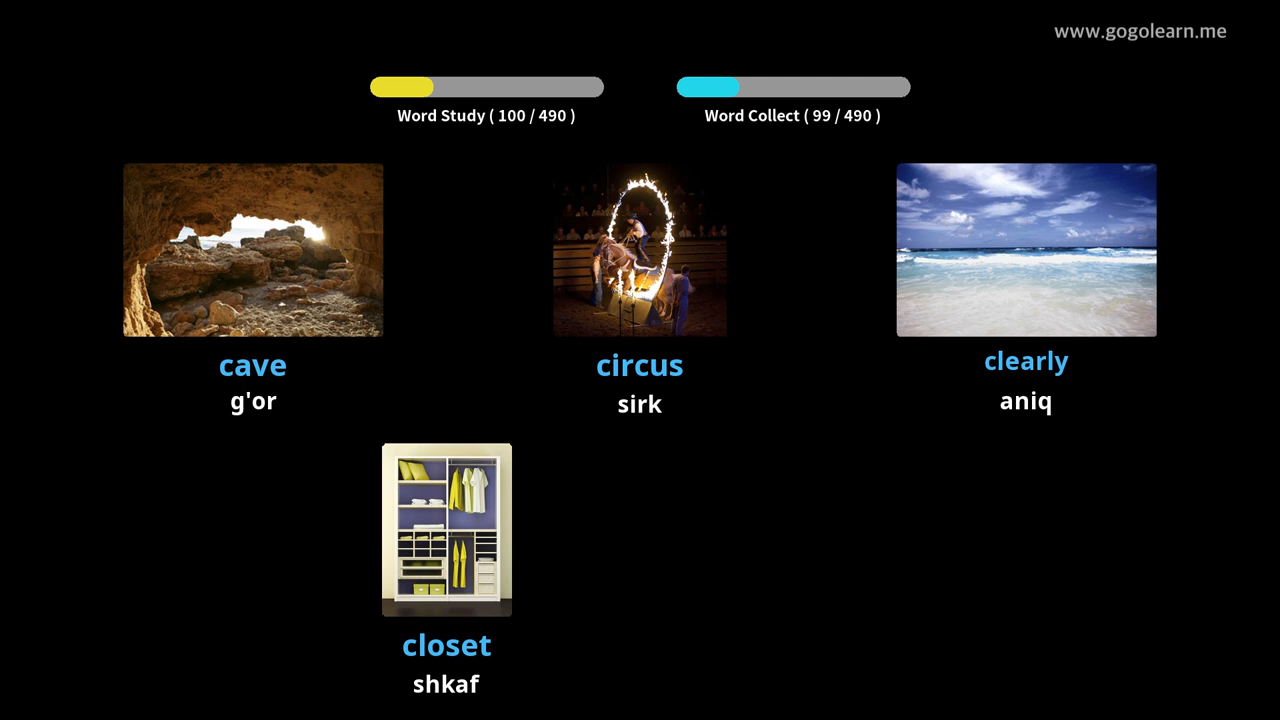 www.gogolearn.me
Word Study ( 100 / 490 )
Word Collect ( 99 / 490 )
cave
g'or
circus
sirk
clearly
aniq
closet
shkaf